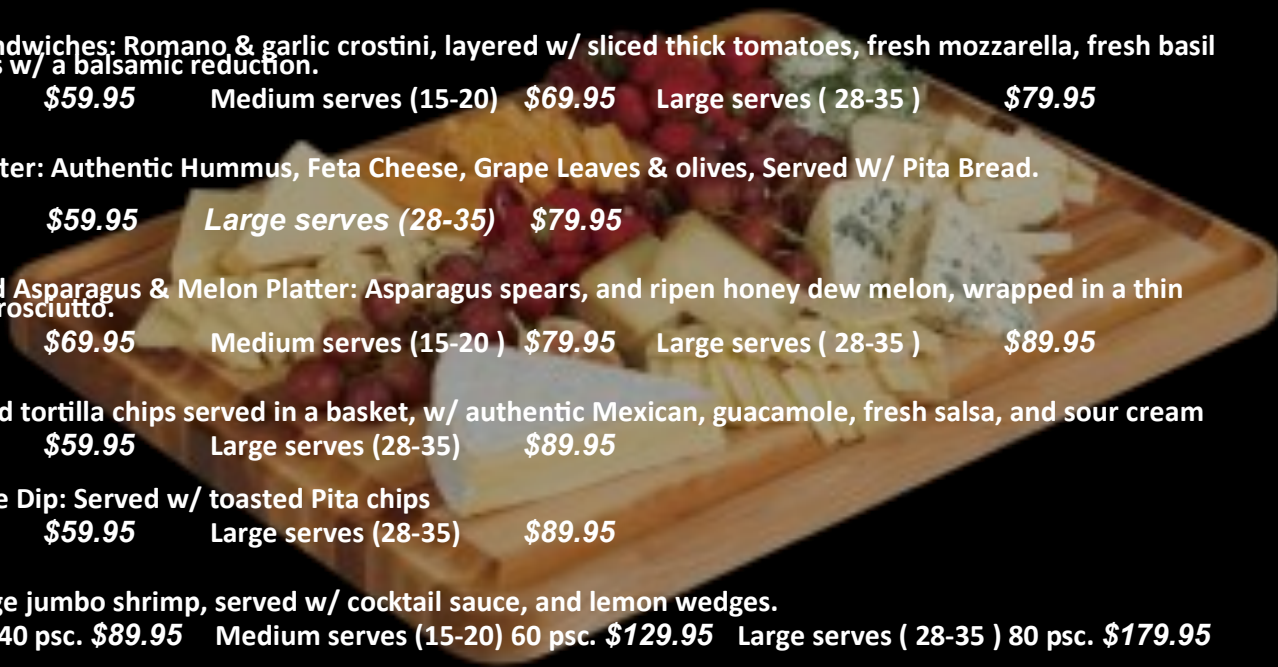 ndwiches: Romano & garlic crostini, layered w/ sliced thick tomatoes, fresh mozzarella, fresh basil
s w/ a balsamic reduction.
$59.95 Medium serves (15-20) $69.95 Large serves ( 28-35 ) $79.95
ter: Authentic Hummus, Feta Cheese, Grape Leaves & olives, Served W/ Pita Bread.
$59.95 Large serves (28-35) $79.95
d Asparagus & Melon Platter: Asparagus spears, and ripen honey dew melon, wrapped in a thin
rosciutto.
$69.95 Medium serves (15-20 ) $79.95 Large serves ( 28-35 ) $89.95
d tortilla chips served in a basket, w/ authentic Mexican, guacamole, fresh salsa, and sour cream
$59.95 Large serves (28-35) $89.95
e Dip: Served w/ toasted Pita chips
$59.95 Large serves (28-35) $89.95
ge jumbo shrimp, served w/ cocktail sauce, and lemon wedges.
40 psc. $89.95 Medium serves (15-20) 60 psc. $129.95 Large serves ( 28-35 ) 80 psc. $179.95